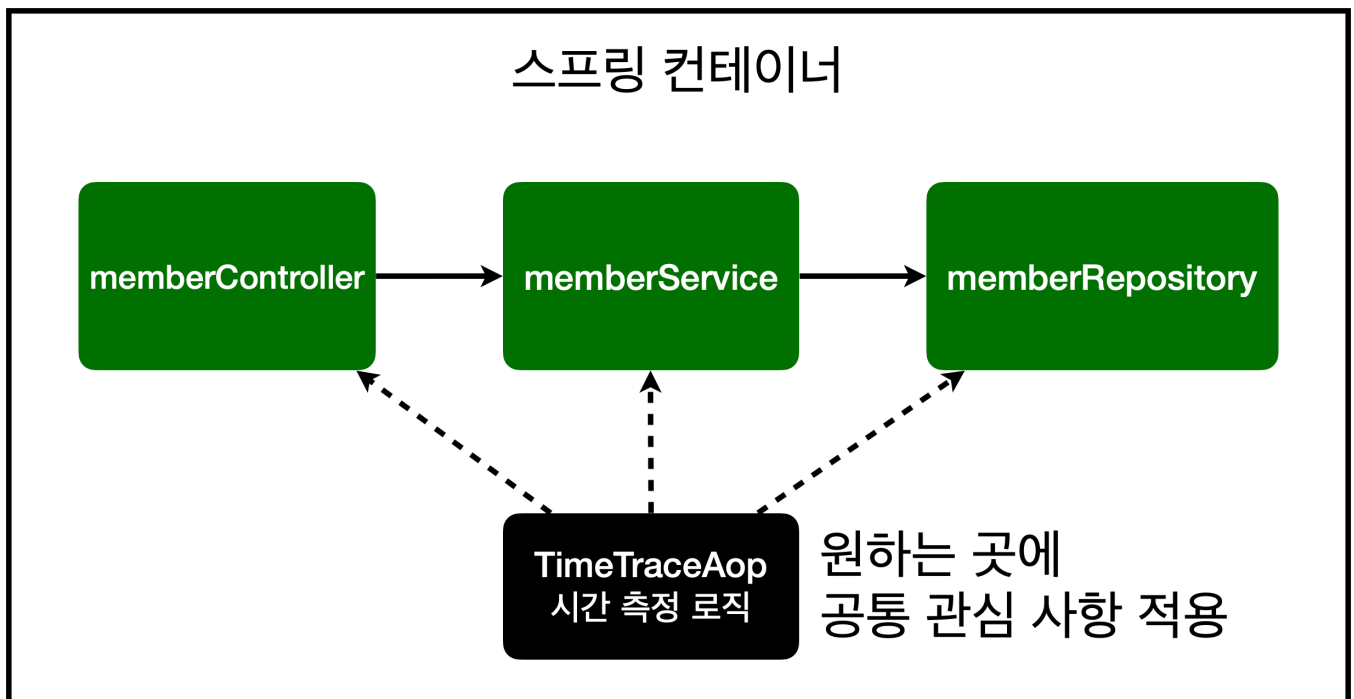 스프링 컨테이너
memberController
memberService
memberRepository
TimeTraceAop
시간 측정 로직
원하는 곳에
공통 관심 사항 적용